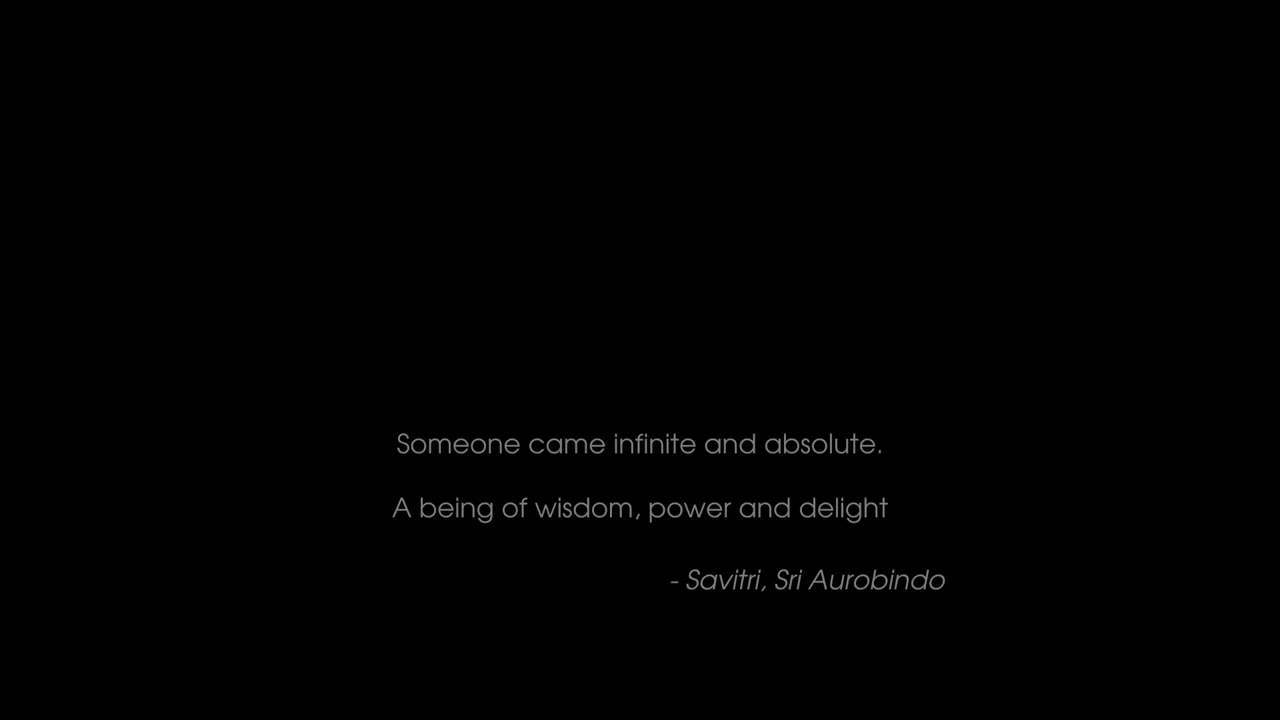 Someone came infinite and absolute.
A being of wisdom, power and delight
- Savitri, Sri Aurobindo